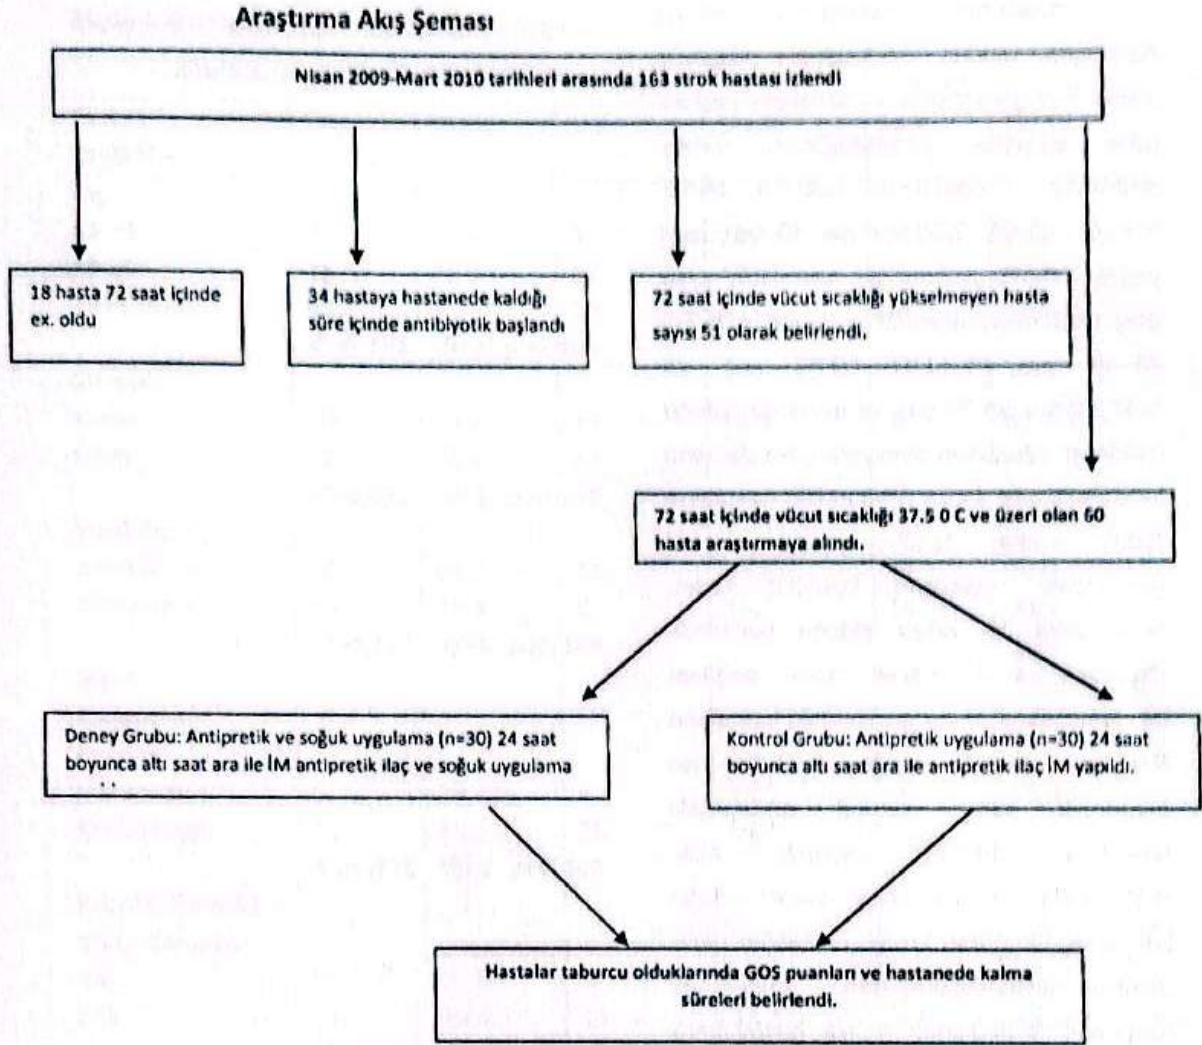 Araştırma Akış Şeması
Nisan 2009-Mart 2010 tarihleri arasında 163 strok hastası irlendi
18 hasta 72 saat içinde
ex. oldu
34 hastaya hastanede kaldığı
süre içinde antibiyotik başlandı
72 saat içinde vücut sıcaklığı yükselmeyen hasta
sayısı 51 olarak belirlendi.
72 saat içinde vücut sıcaklığı 37.5 0 C ve üzeri olan 60
hasta araştırmaya alındı.
Deney Grubu: Antipretik ve soğuk uygulama (n=30) 24 saat
boyunca altı saat ara ile İM antipretik ilaç ve soğuk uygulama
Kontrol Grubu: Antipretik uygulama (n=30) 24 saat
boyunca altı saat ara ile antipretik ilaç İM yapıldı.
Hastalar taburcu olduklarında GOS puanları ve hastanede kalma
süreleri belirlendi.